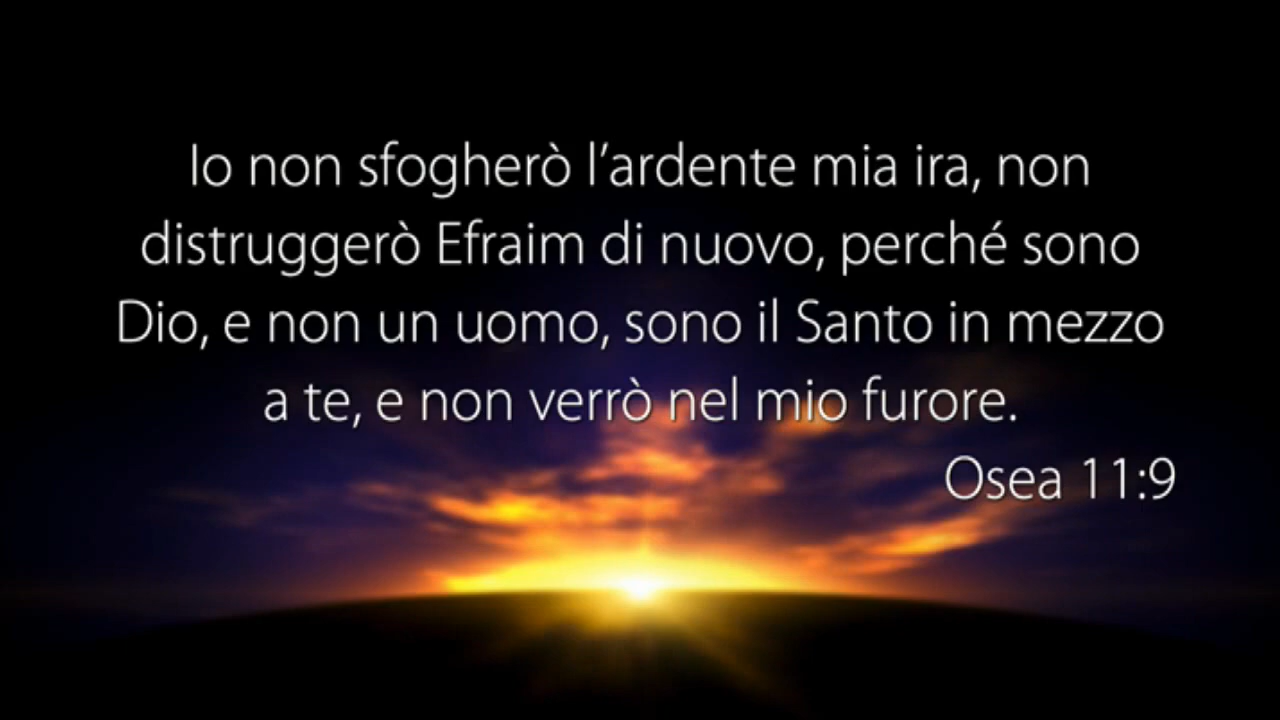 Io non sfogherò l’ardente mia ira, non
distruggerò Efraim di nuovo, perché sono
Dio, e non un uomo, sono il Santo in mezzo
a te, e non verrò nel mio furore.
Osea 11:9